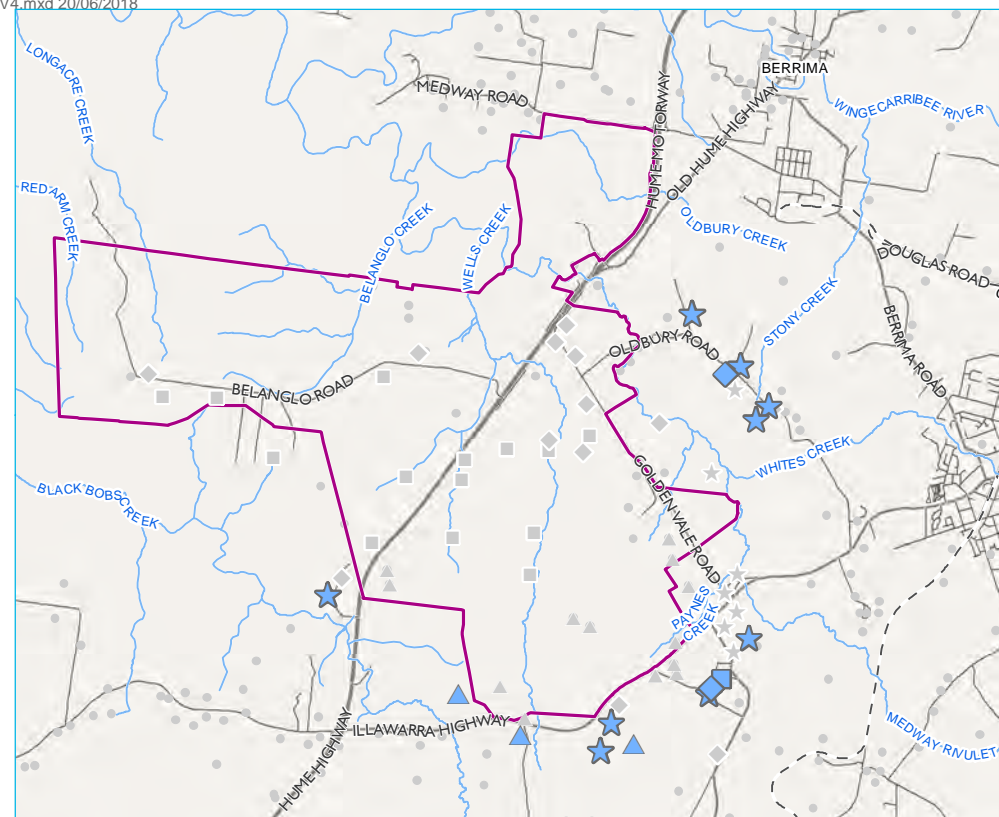 V4.mxd 20/06/2018
LONGACRE CREEK
MEDWAY ROAD
HUME MOTORWAY
BERRIMA
OLD HUME HIGHWAY
WINGECARRIBEE RIVER
RED ARM CREEK
BELANGLO CREEK
WELLS CREEK
OLDBURY CREEK
DOUGLAS ROAD
STONY CREEK
BERRIMA ROAD
OLDBURY ROAD
BELANGLO ROAD
WHITES CREEK
GOLDEN VALE ROAD
BLACK BOBS CREEK
PAYNES
CREEK
ILLAWARRA HIGHWAY
HUME HIGHWAY
MEDWAY RIVULET